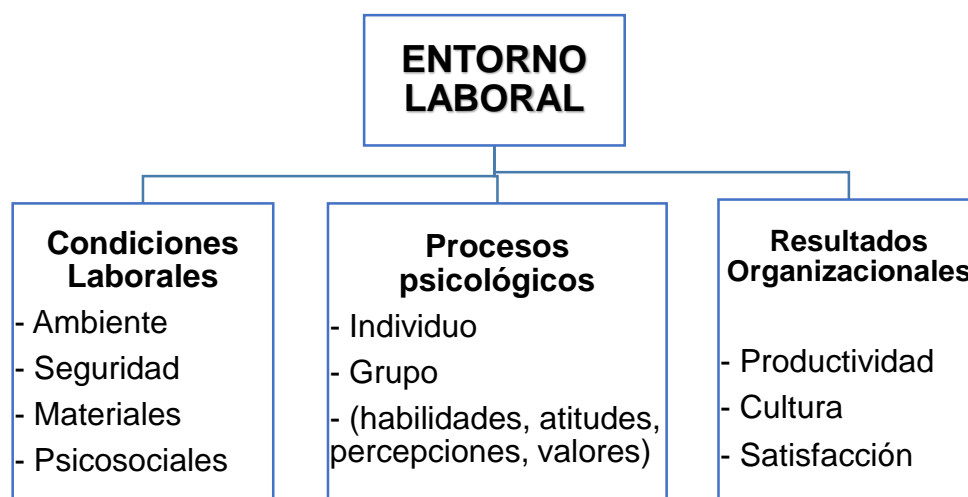 ENTORNO
LABORAL
Condiciones
Laborales
- Ambiente
- Seguridad
- Materiales
- Psicosociales
Procesos
psicológicos
- Individuo
- Grupo
- (habilidades, atitudes,
percepciones, valores)
Resultados
Organizacionales
- Productividad
- Cultura
- Satisfacción